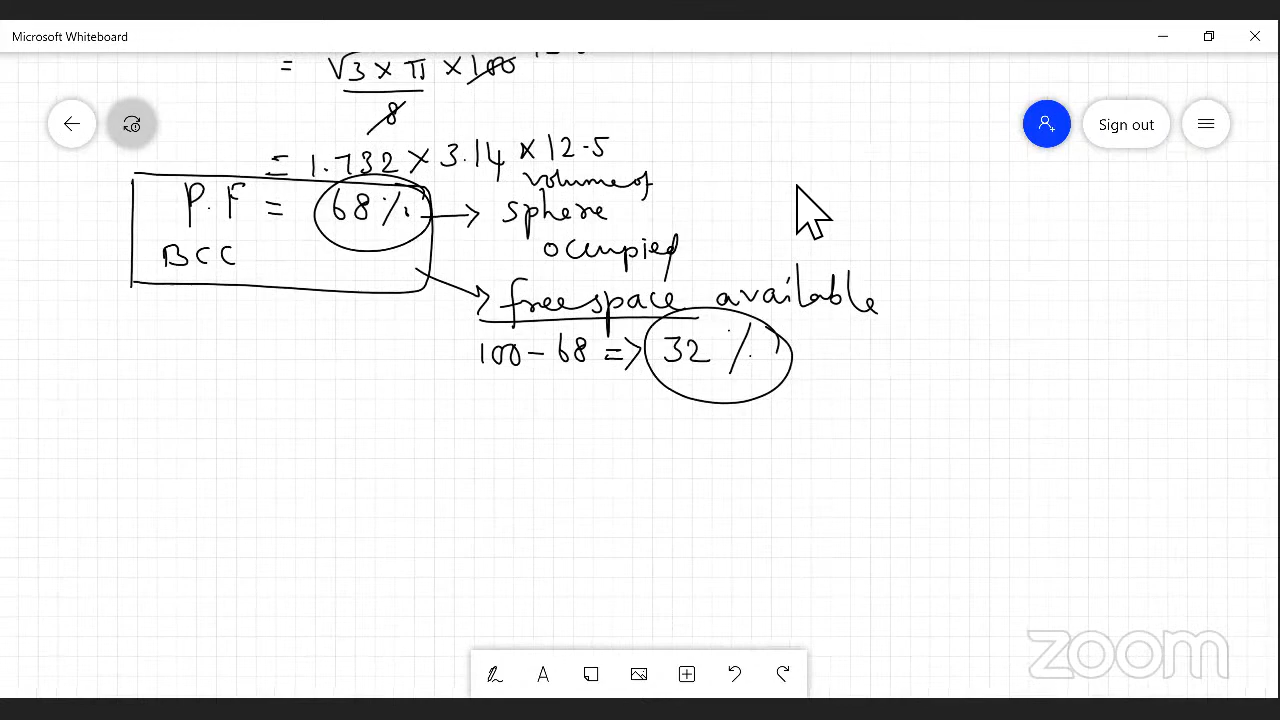 Microsoft Whiteboard
= √3 × π × 100
8
= 1.732 × 3.14 × 12.5
volume of
P.F = 68% → sphere
BCC
occupied
free space available
100 - 68 => 32 %
Sign out
zoom